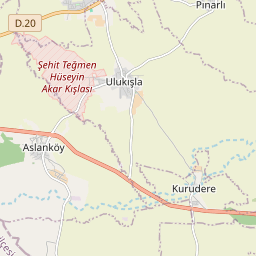 Pınarlı
D.20
Şehit Teğmen
Hüseyin
Akar Kışlası
Ulukışla
Aslanköy
Kurudere